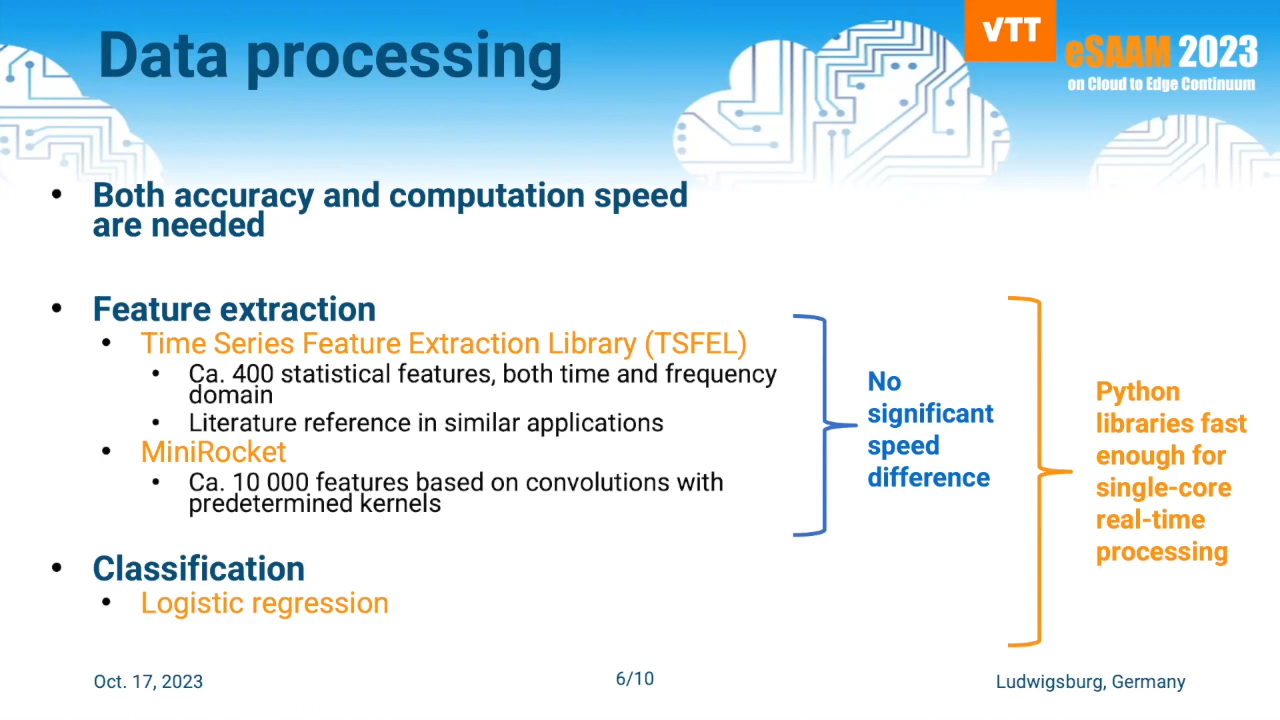 Data processing
VTT
eSAAM 2023
on Cloud to Edge Continuum
• Both accuracy and computation speed
are needed
• Feature extraction
• Time Series Feature Extraction Library (TSFEL)
• Ca. 400 statistical features, both time and frequency
domain
• Literature reference in similar applications
• MiniRocket
• Ca. 10 000 features based on convolutions with
predetermined kernels
• Classification
• Logistic regression
No
significant
speed
difference
Python
libraries fast
enough for
single-core
real-time
processing
Oct. 17, 2023
6/10
Ludwigsburg, Germany